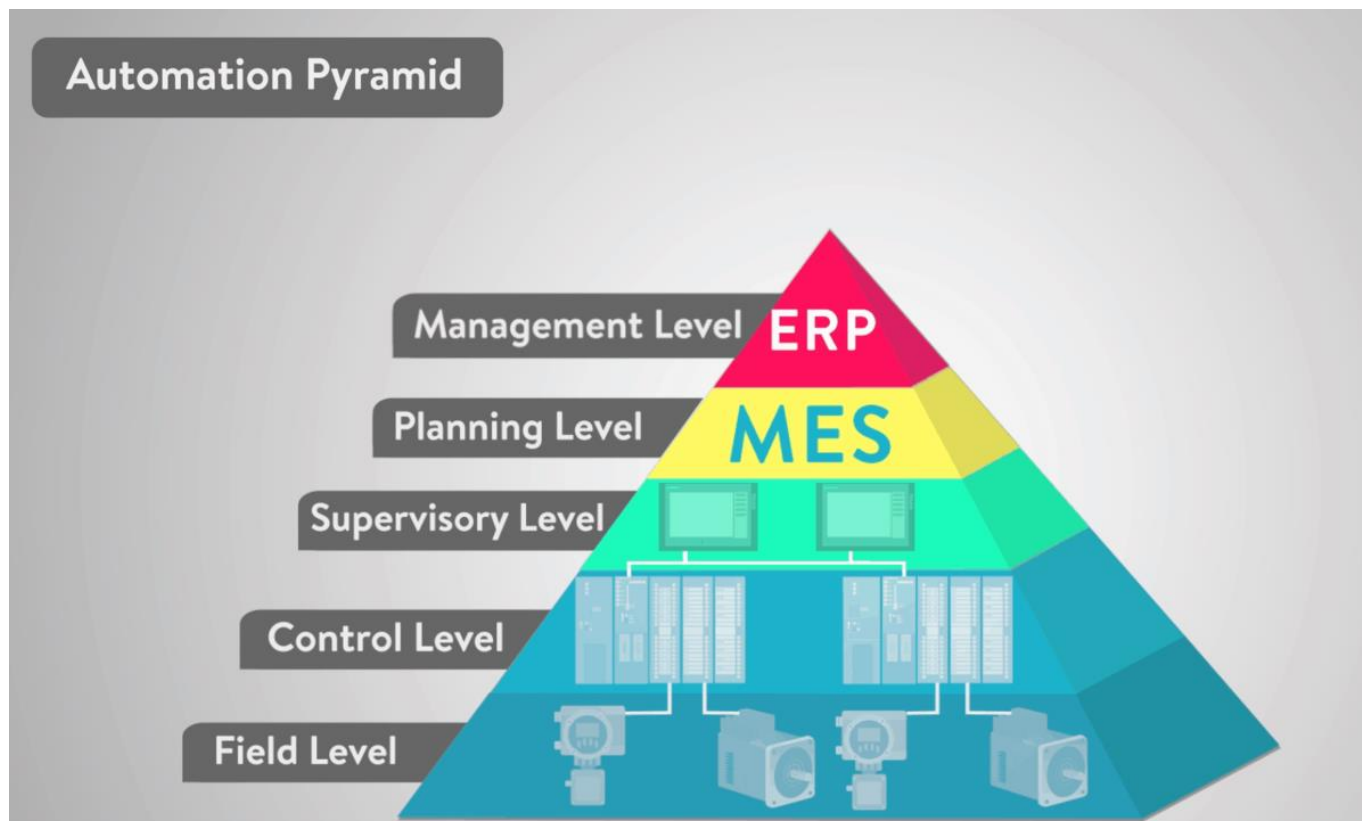 Automation Pyramid
Management Level ERP
Planning Level MES
Supervisory Level
Control Level
Field Level